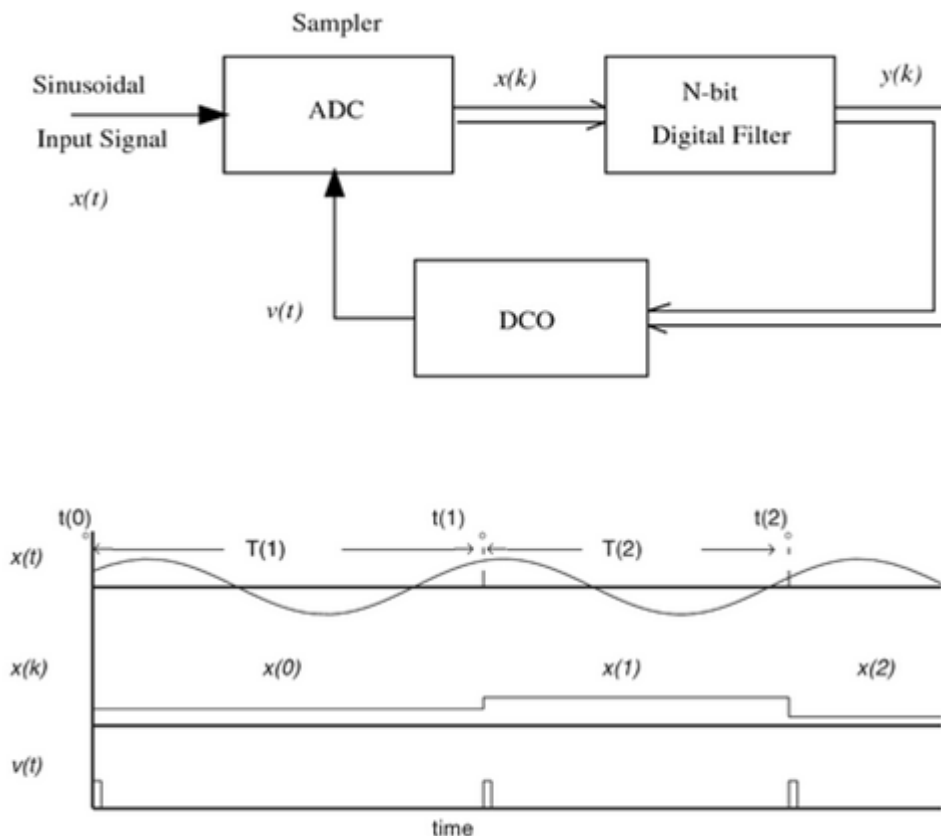 Sampler
Sinusoidal
Input Signal
x(t)
ADC
x(k)
N-bit
Digital Filter
y(k)
v(t)
DCO
t(0)
t(1)
t(2)
x(t)
T(1)
T(2)
x(k)
x(0)
x(1)
x(2)
v(t)
time